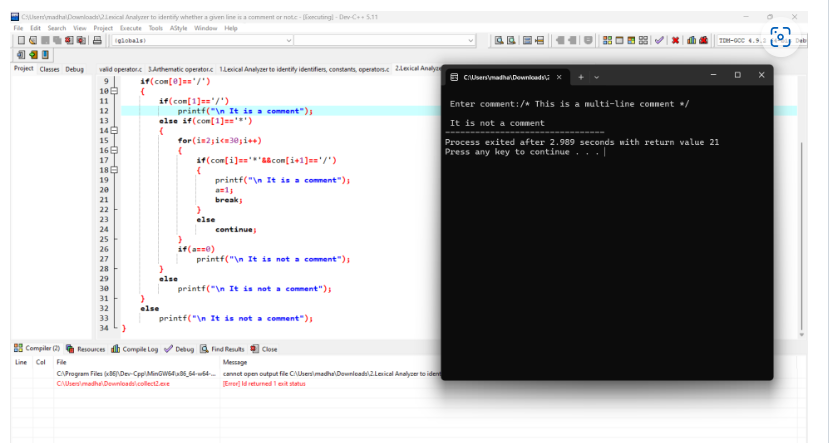 C:\Users\madha\Downloads\2.Lexical Analyzer to identify whether a given line is a comment or not.c - [Executing] - Dev-C++ 5.11
File Edit Search View Project Execute Tools AStyle Window Help
(globals)
TDM-GCC 4.9.2
Project Classes Debug valid operator.c 3.Arthematic operator.c 1.Lexical Analyzer to identify identifiers, constants, operators.c 2.Lexical Analyze
9 if(com[0]=='/')
10 {
11 if(com[1]=='/')
12 printf("\n It is a comment");
13 else if(com[1]=='*')
14 {
15 for(i=2;i<=30;i++)
16 {
17 if(com[i]=='*'&&com[i+1]=='/')
18 {
19 printf("\n It is a comment");
20 a=1;
21 break;
22 }
23 else
24 continue;
25 }
26 if(a==0)
27 printf("\n It is not a comment");
28 }
29 else
30 printf("\n It is not a comment");
31 }
32 else
33 printf("\n It is not a comment");
34 }
C:\Users\madha\Downloads\2
Enter comment:/* This is a multi-line comment */
It is not a comment
--------------------------------
Process exited after 2.989 seconds with return value 21
Press any key to continue . . .
Compiler (2) Resources Compile Log Debug Find Results Close
Line Col File Message
C:\Program Files (x86)\Dev-Cpp\MinGW64\x86_64-w64-... cannot open output file C:\Users\madha\Downloads\2.Lexical Analyzer to iden
C:\Users\madha\Downloads\collect2.exe [Error] ld returned 1 exit status